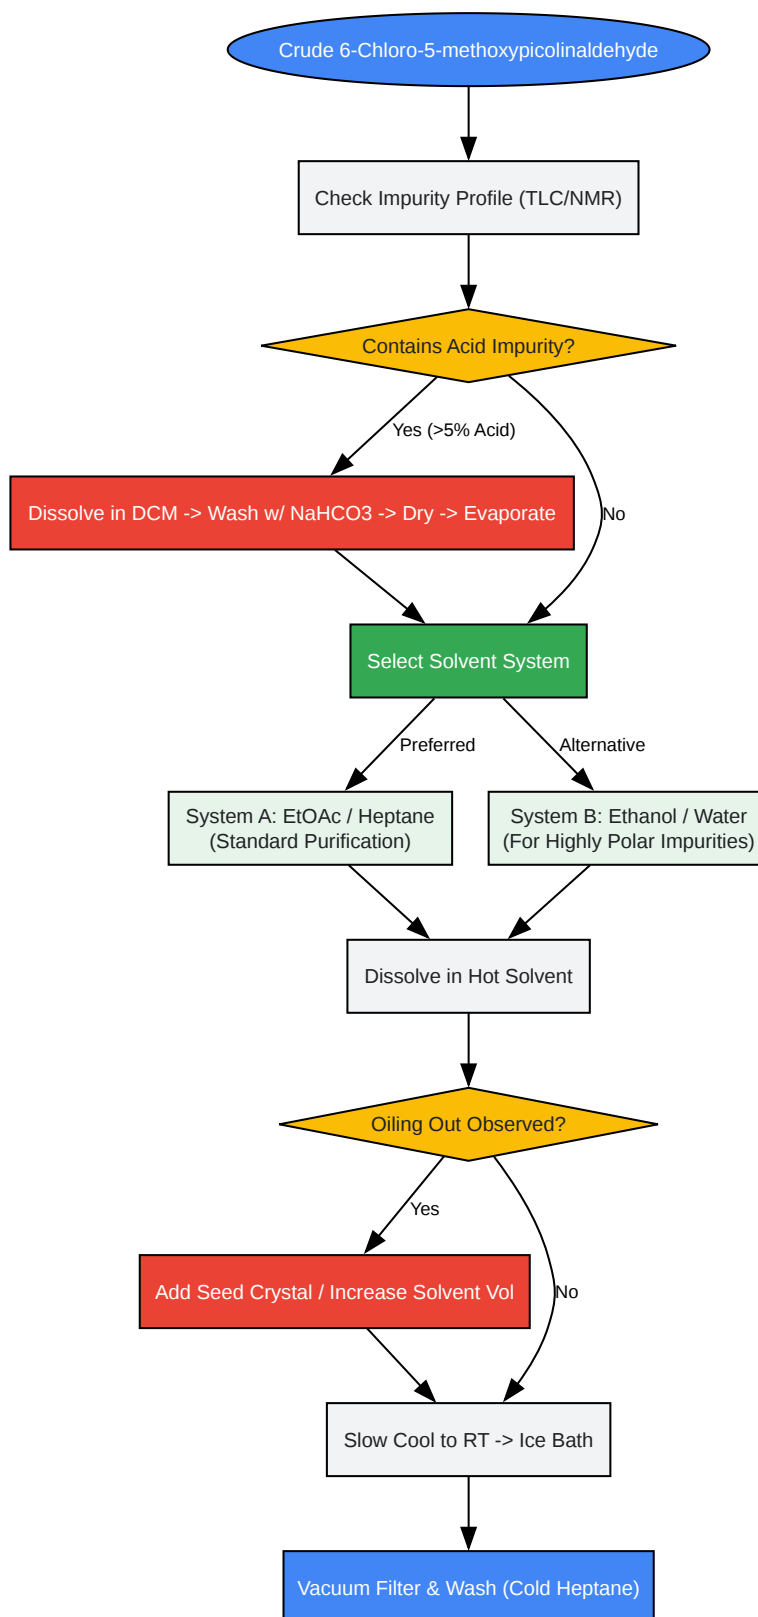 Crude 6-Chloro-5-methoxypicolinaldehyde
Check Impurity Profile (TLC/NMR)
Contains Acid Impurity?
Yes (>5% Acid)
Dissolve in DCM -> Wash w/ NaHCO3 -> Dry -> Evaporate
No
Select Solvent System
Preferred
Alternative
System A: EtOAc / Heptane
(Standard Purification)
System B: Ethanol / Water
(For Highly Polar Impurities)
Dissolve in Hot Solvent
Oiling Out Observed?
Yes
Add Seed Crystal / Increase Solvent Vol
No
Slow Cool to RT -> Ice Bath
Vacuum Filter & Wash (Cold Heptane)